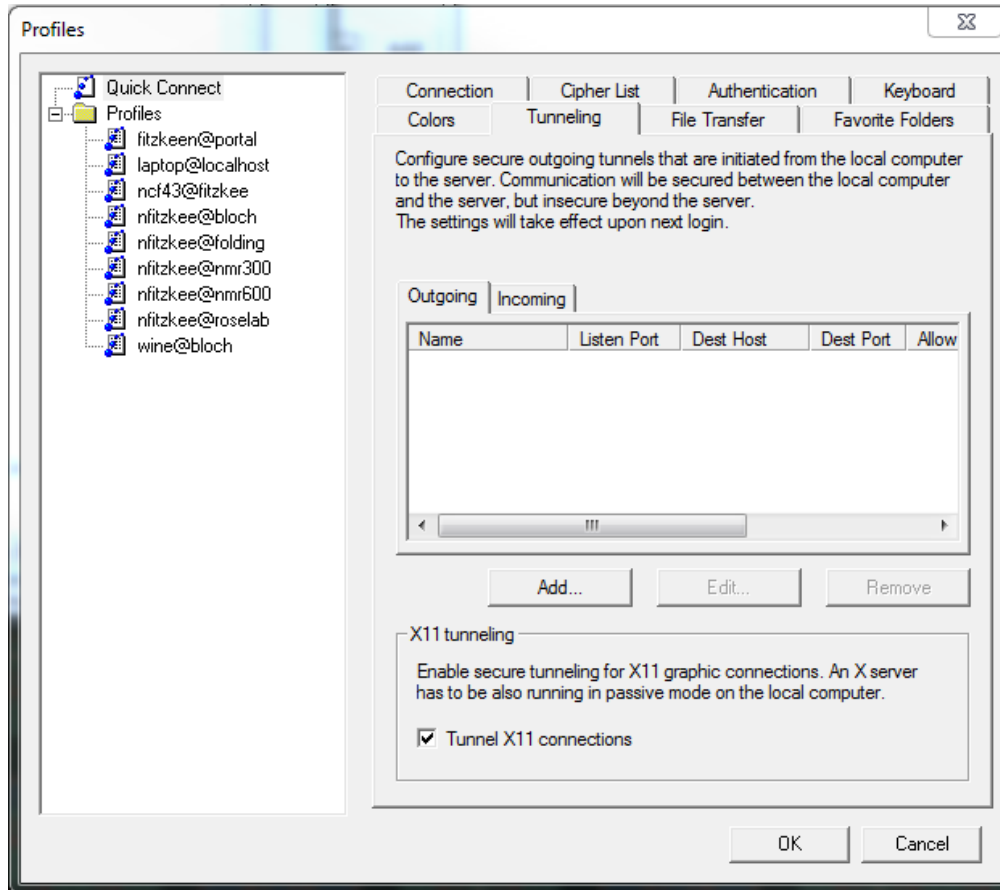 Profiles
Quick Connect
Profiles
fitzkeen@portal
laptop@localhost
ncf43@fitzkee
nfitzkee@bloch
nfitzkee@folding
nfitzkee@nmr300
nfitzkee@nmr600
nfitzkee@roselab
wine@bloch
Connection Cipher List Authentication Keyboard
Colors Tunneling File Transfer Favorite Folders
Configure secure outgoing tunnels that are initiated from the local computer
to the server. Communication will be secured between the local computer
and the server, but insecure beyond the server.
The settings will take effect upon next login.
Outgoing Incoming
Name Listen Port Dest Host Dest Port Allow
Add... Edit... Remove
X11 tunneling
Enable secure tunneling for X11 graphic connections. An X server
has to be also running in passive mode on the local computer.
Tunnel X11 connections
OK Cancel